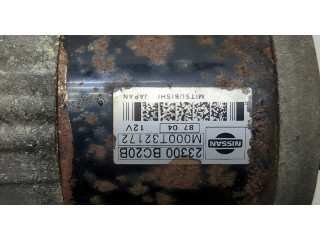 NISSAN
23300 BC20B
M000T32172
12V
87 04
MITSUBISHI JAPAN